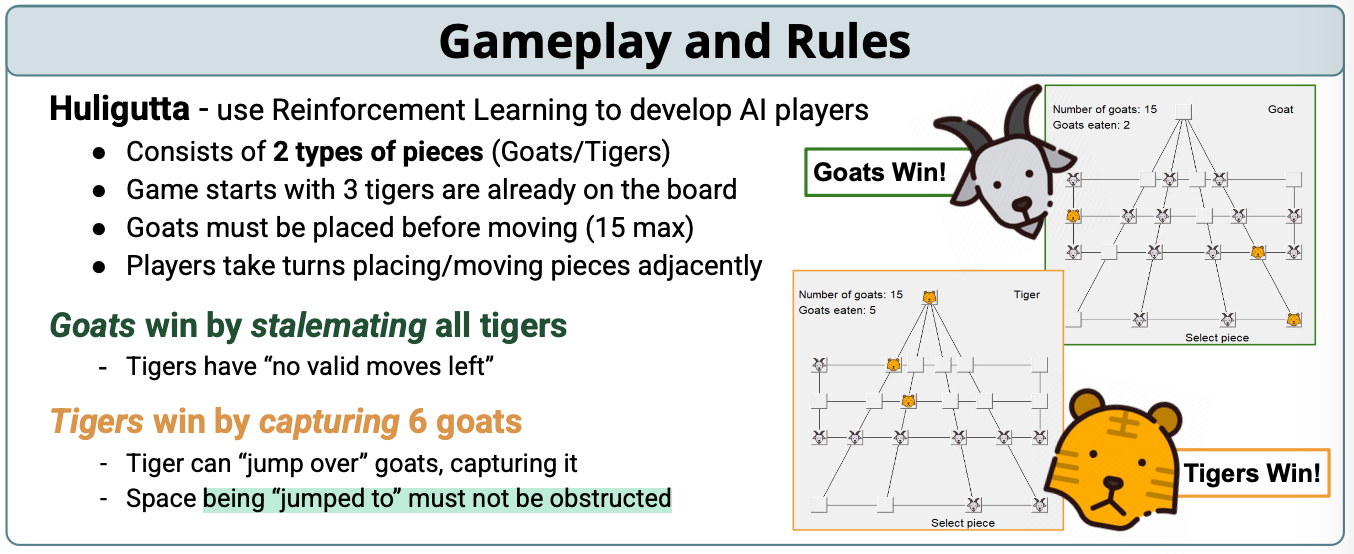 Gameplay and Rules
Huligutta - use Reinforcement Learning to develop AI players
● Consists of 2 types of pieces (Goats/Tigers)
● Game starts with 3 tigers are already on the board
● Goats must be placed before moving (15 max)
● Players take turns placing/moving pieces adjacently
Goats win by stalemating all tigers
- Tigers have “no valid moves left”
Tigers win by capturing 6 goats
- Tiger can “jump over” goats, capturing it
- Space being “jumped to” must not be obstructed
Goats Win!
Number of goats: 15
Goat
Goats eaten: 2
Select piece
Number of goats: 15
Tiger
Goats eaten: 5
Select piece
Tigers Win!